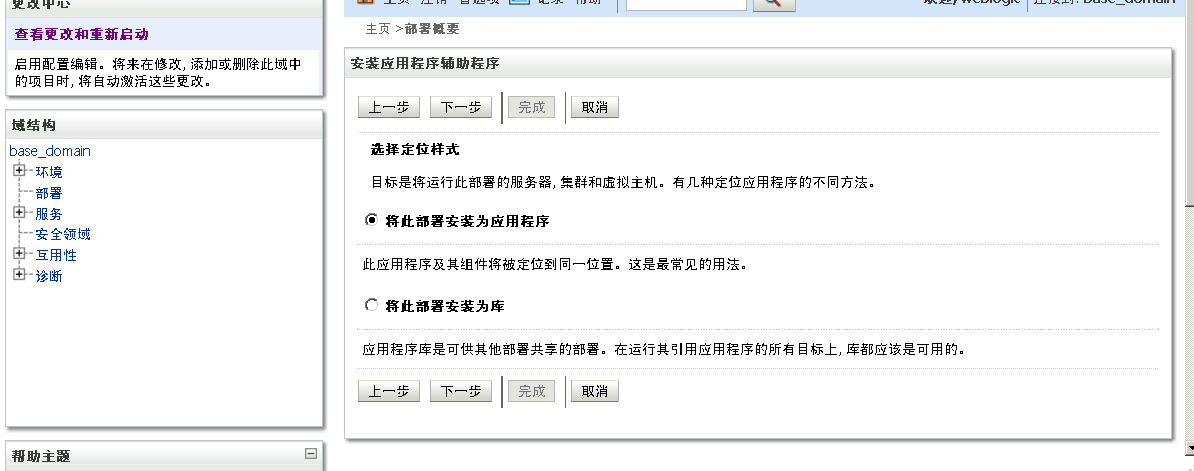 更改中心
查看更改和重新启动
启用配置编辑。将来在修改, 添加或删除此域中
的项目时, 将自动激活这些更改。
域结构
base_domain
环境
部署
服务
安全领域
互用性
诊断
帮助主题
主页 注销 首选项 记录 帮助
欢迎, weblogic 连接到: base_domain
主页 >部署概要
安装应用程序辅助程序
上一步 下一步 完成 取消
选择定位样式
目标是将运行此部署的服务器, 集群和虚拟主机。有几种定位应用程序的不同方法。
将此部署安装为应用程序
此应用程序及其组件将被定位到同一位置。这是最常见的用法。
将此部署安装为库
应用程序库是可供其他部署共享的部署。在运行其引用应用程序的所有目标上, 库都应该是可用的。
上一步 下一步 完成 取消